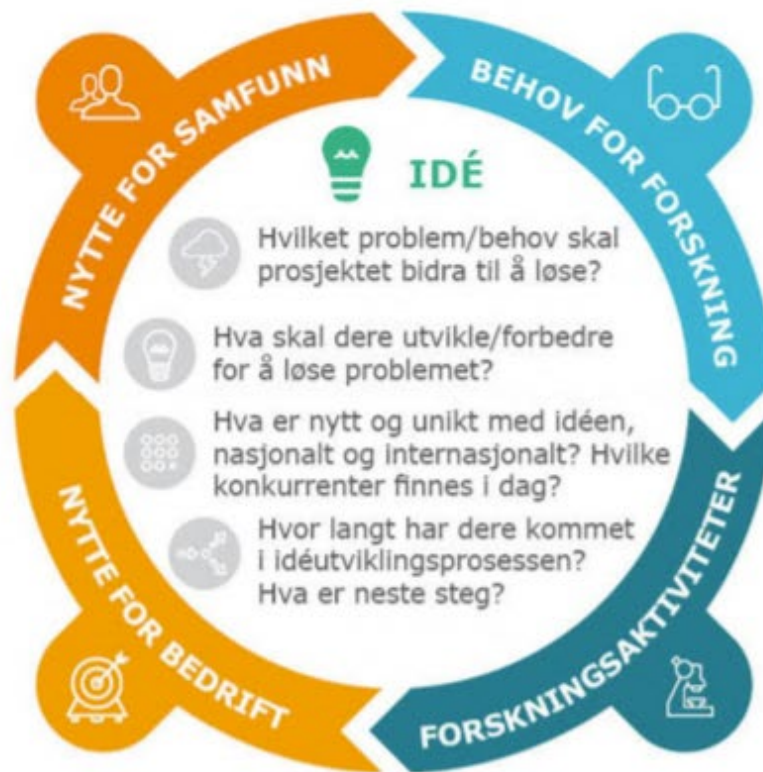 NYTTE FOR SAMFUNN
BEHOV FOR FORSKNING
IDÉ
Hvilket problem/behov skal
prosjektet bidra til å løse?
Hva skal dere utvikle/forbedre
for å løse problemet?
Hva er nytt og unikt med idéen,
nasjonalt og internasjonalt? Hvilke
konkurrenter finnes i dag?
Hvor langt har dere kommet
i idéutviklingsprosessen?
Hva er neste steg?
FORSKNINGSAKTIVITETER
NYTTE FOR BEDRIFT